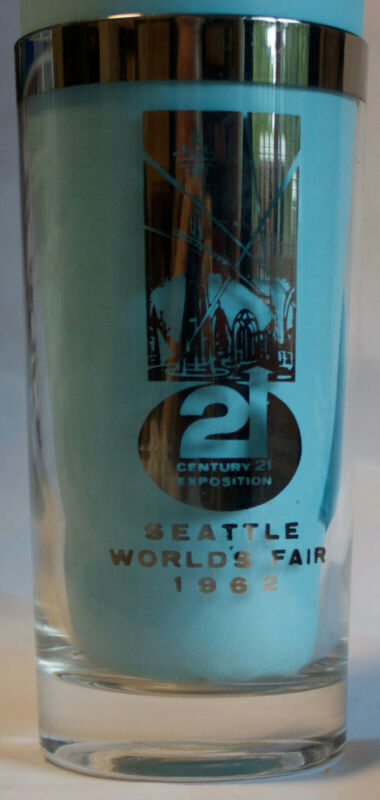 21
CENTURY 21
EXPOSITION
SEATTLE
WORLD'S FAIR
1962